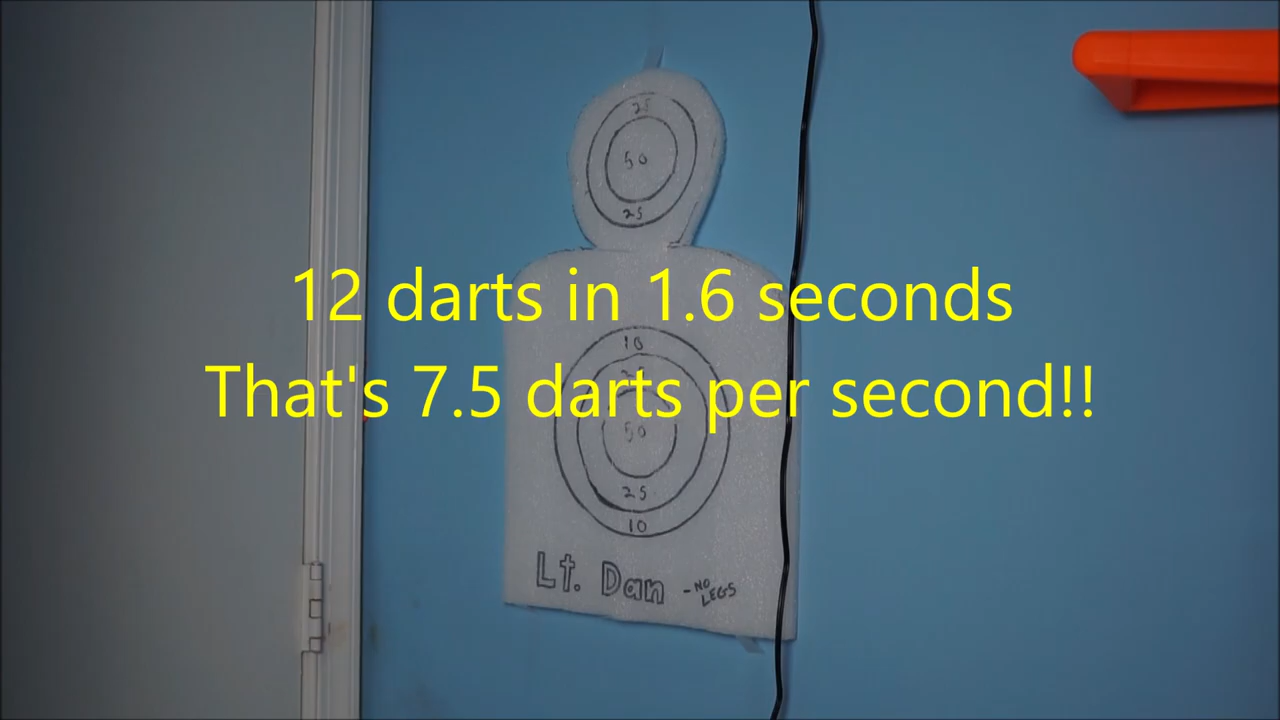 25
50
25
12 darts in 1.6 seconds
10
That's 7.5 darts per second!!
50
25
10
Lt. Dan - NO
LEGS